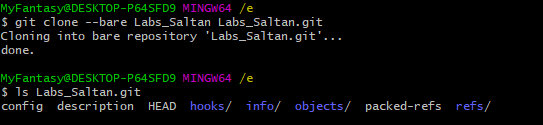 MyFantasy@DESKTOP-P64SFD9 MINGW64 /e
$ git clone --bare Labs_Saltan Labs_Saltan.git
Cloning into bare repository 'Labs_Saltan.git'...
done.
MyFantasy@DESKTOP-P64SFD9 MINGW64 /e
$ ls Labs_Saltan.git
config description HEAD hooks/ info/ objects/ packed-refs refs/